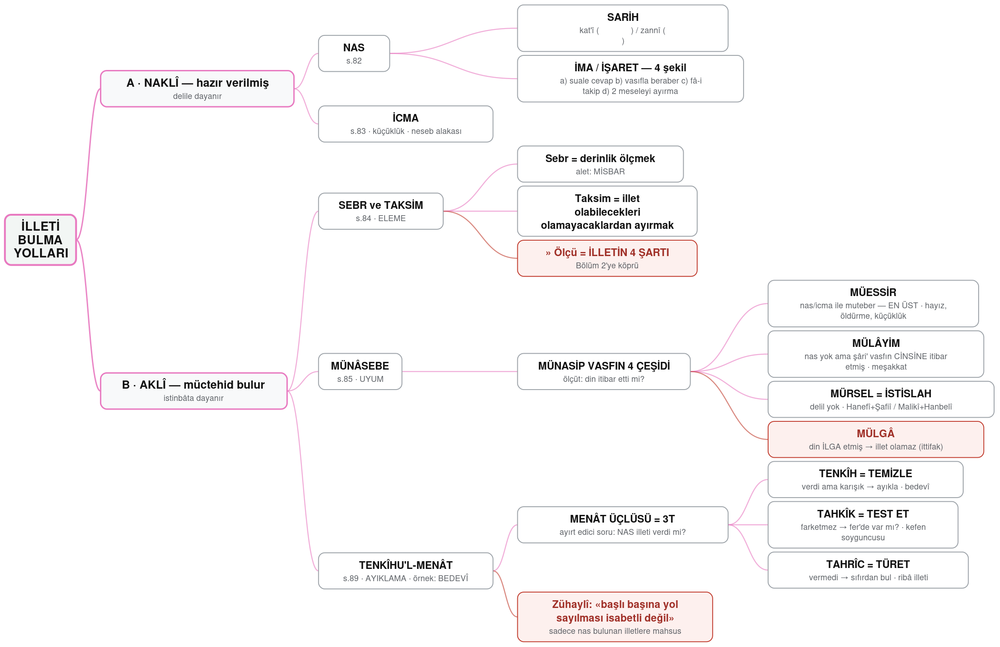 İLLETİ
BULMA
YOLLARI
A · NAKLÎ — hazır verilmiş
delile dayanır
NAS
s.82
SARİH
kat'î ( ) / zannî (
)
İMA / İŞARET — 4 şekil
a) suale cevap b) vasıfla beraber c) fâ-i
takip d) 2 meseleyi ayırma
İCMA
s.83 · küçüklük · neseb alakası
B · AKLÎ — müctehid bulur
istinbâta dayanır
SEBR ve TAKSİM
s.84 · ELEME
Sebr = derinlik ölçmek
alet: MİSBAR
Taksim = illet
olabilecekleri
olamayacaklardan ayırmak
» Ölçü = İLLETİN 4 ŞARTI
Bölüm 2'ye köprü
MÜNÂSEBE
s.85 · UYUM
MÜNASİP VASFIN 4 ÇEŞİDİ
ölçüt: din itibar etti mi?
MÜESSİR
nas/icma ile muteber — EN ÜST · hayız,
öldürme, küçüklük
MÜLÂYİM
nas yok ama şâri' vasfın CİNSİNE itibar
etmiş · meşakkat
MÜRSEL = İSTİSLAH
delil yok · Hanefî+Şafiî / Malikî+Hanbelî
MÜLGÂ
din İLGA etmiş → illet olamaz (ittifak)
TENKÎHU'L-MENÂT
s.89 · AYIKLAMA · örnek: BEDEVÎ
MENÂT ÜÇLÜSÜ = 3T
ayırt edici soru: NAS illeti verdi mi?
TENKÎH = TEMİZLE
verdi ama karışık → ayıkla · bedevî
TAHKÎK = TEST ET
farketmez → fer'de var mı? · kefen
soyguncusu
TAHRÎC = TÜRET
vermedi → sıfırdan bul · ribâ illeti
Zühaylî: «başlı başına yol
sayılması isabetli değil»
sadece nas bulunan illetlere mahsus